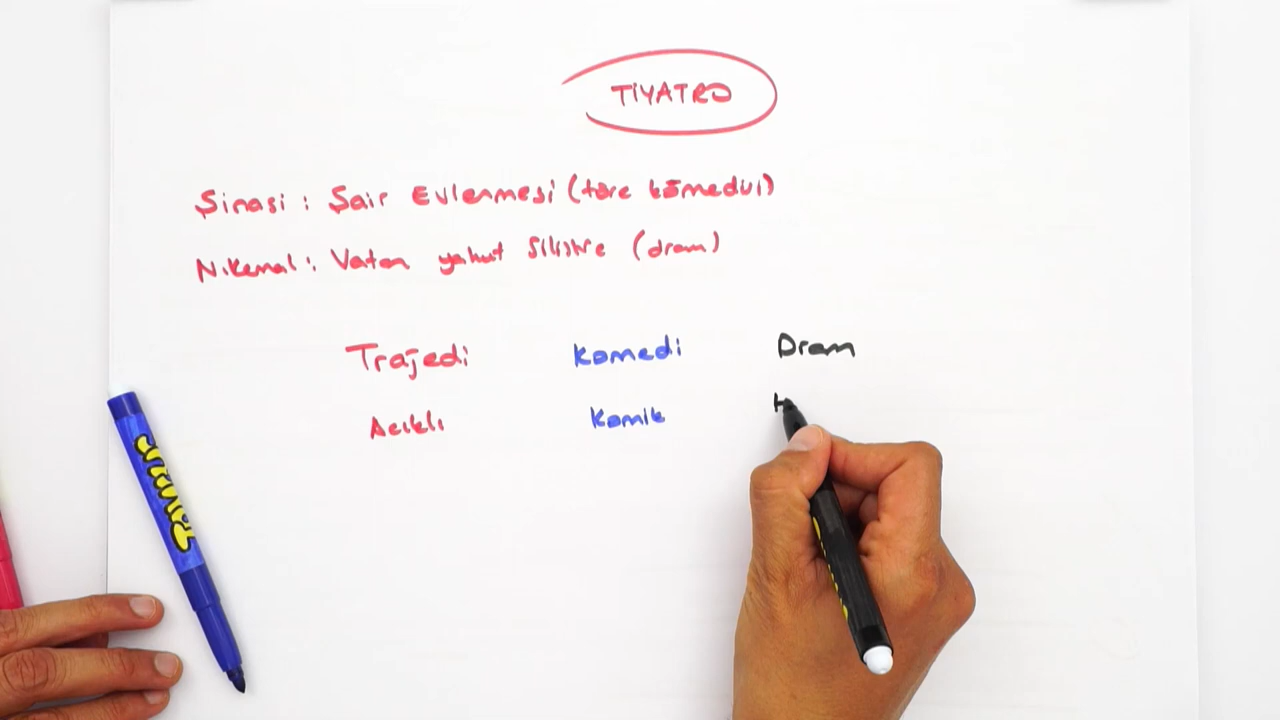 TİYATRO
Şinasi : Şair Evlenmesi (töre komedisi)
N.Kemal : Vatan yahut Silistre (dram)
Trajedi Komedi Dram
Acıklı Komik